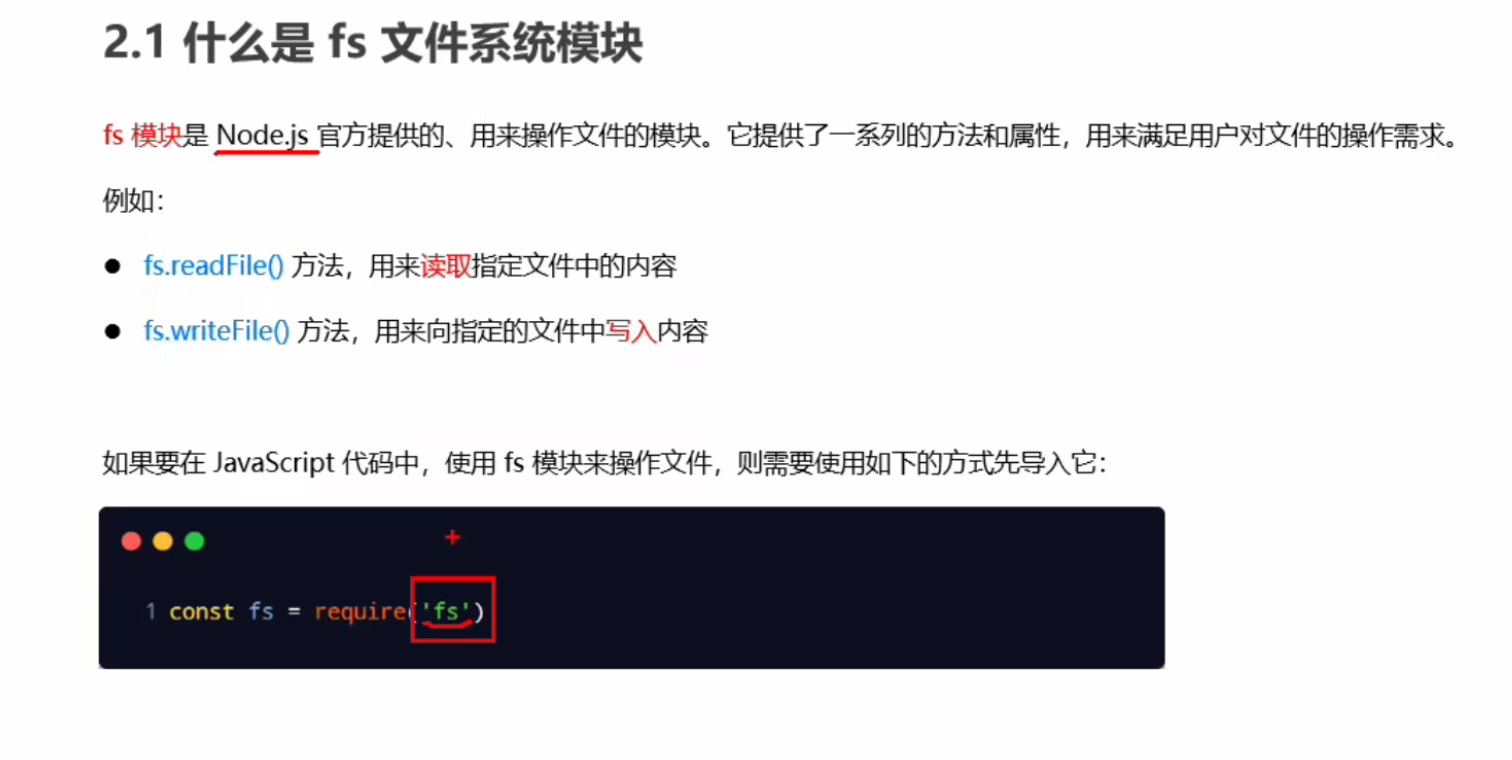 2.1 什么是 fs 文件系统模块
fs 模块是 Node.js 官方提供的、用来操作文件的模块。它提供了一系列的方法和属性，用来满足用户对文件的操作需求。
例如：
● fs.readFile() 方法，用来读取指定文件中的内容
● fs.writeFile() 方法，用来向指定的文件中写入内容
如果要在 JavaScript 代码中，使用 fs 模块来操作文件，则需要使用如下的方式先导入它：
1 const fs = require('fs')